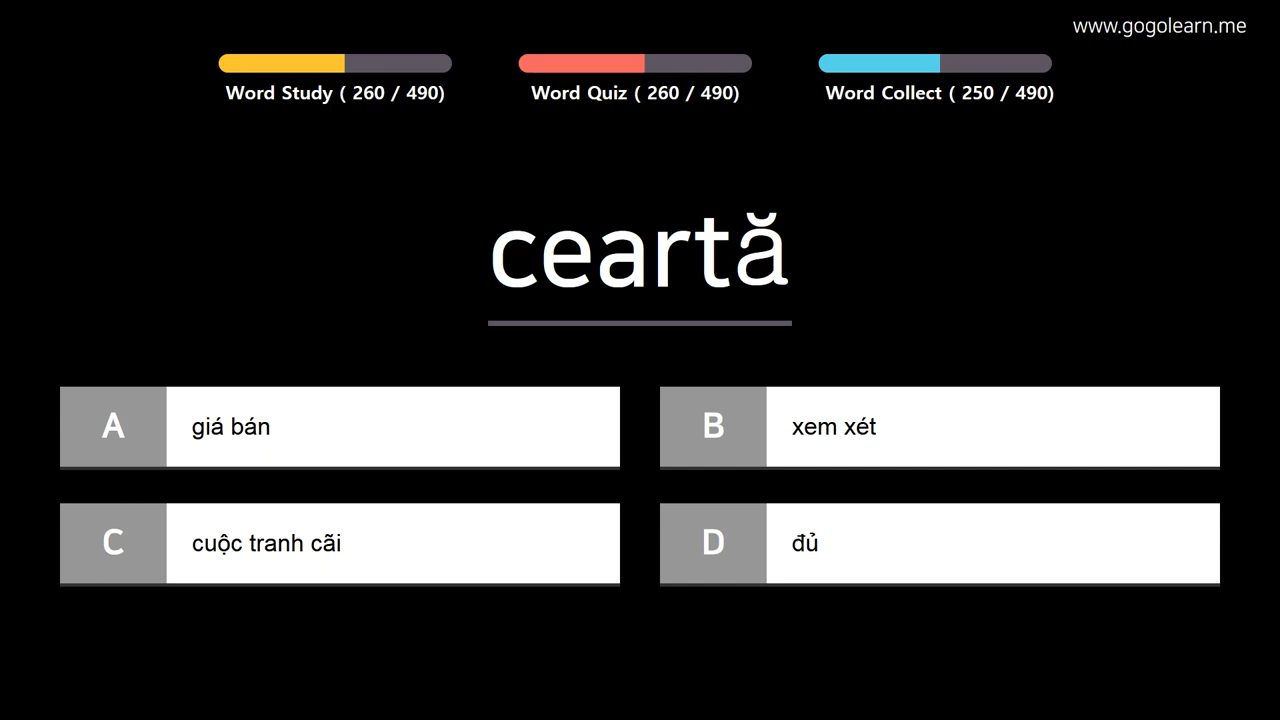 www.gogolearn.me
Word Study ( 260 / 490)
Word Quiz ( 260 / 490)
Word Collect ( 250 / 490)
ceartă
A giá bán
B xem xét
C cuộc tranh cãi
D đủ